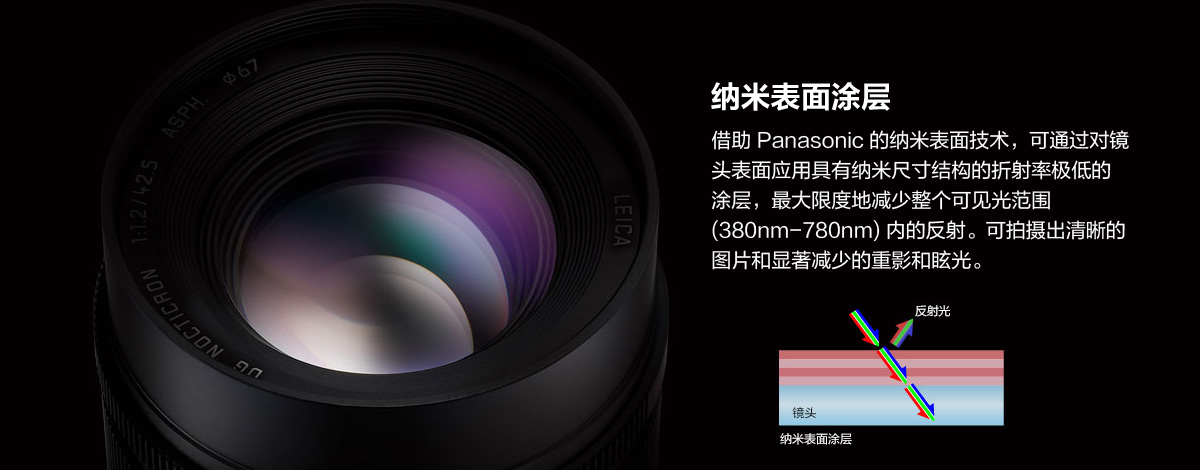 纳米表面涂层
借助 Panasonic 的纳米表面技术，可通过对镜
头表面应用具有纳米尺寸结构的折射率极低的
涂层，最大限度地减少整个可见光范围
(380nm-780nm) 内的反射。可拍摄出清晰的
图片和显著减少的重影和眩光。
反射光
镜头
纳米表面涂层
DG NOCTICRON 1:1.2/42.5 ASPH. Φ67
LEICA